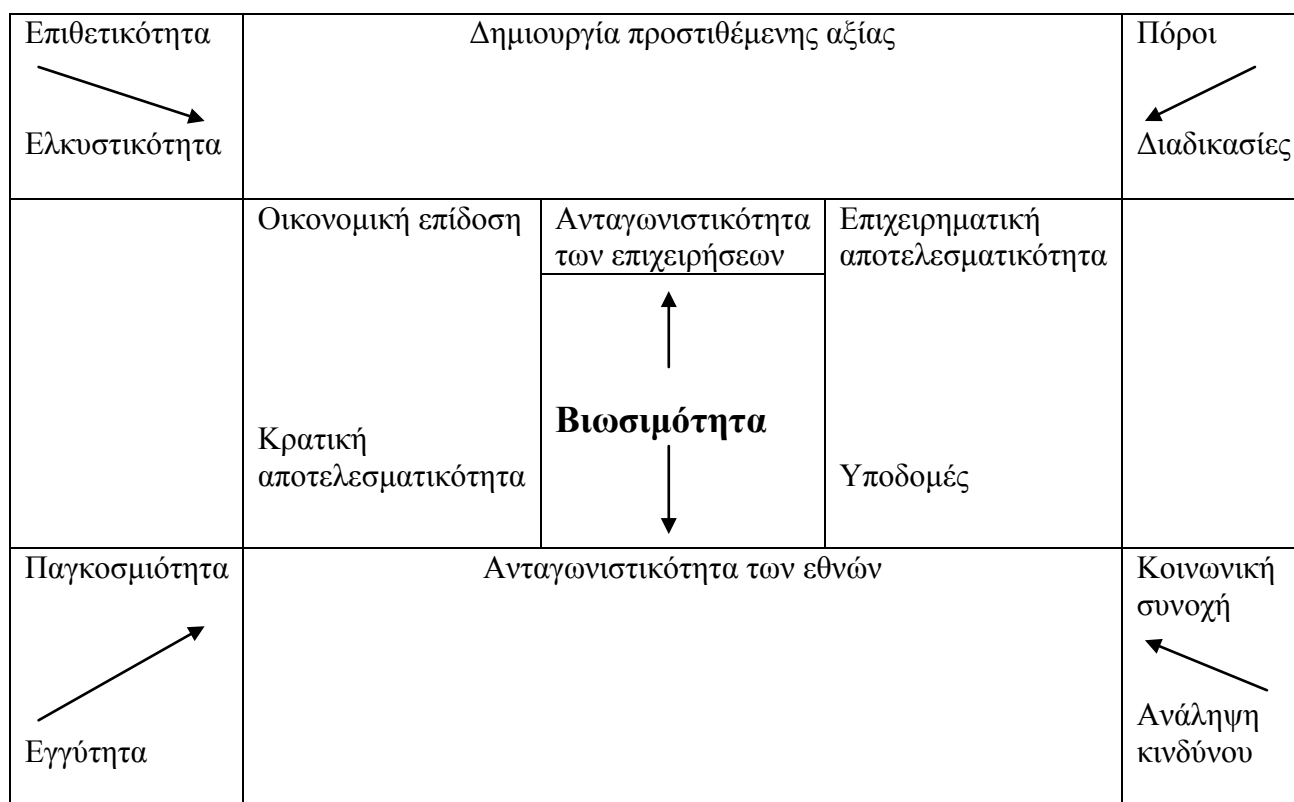 Επιθετικότητα
Ελκυστικότητα
Δημιουργία προστιθέμενης αξίας
Πόροι
Διαδικασίες
Οικονομική επίδοση
Κρατική
αποτελεσματικότητα
Ανταγωνιστικότητα
των επιχειρήσεων
Βιωσιμότητα
Επιχειρηματική
αποτελεσματικότητα
Υποδομές
Παγκοσμιότητα
Εγγύτητα
Ανταγωνιστικότητα των εθνών
Κοινωνική
συνοχή
Ανάληψη
κινδύνου